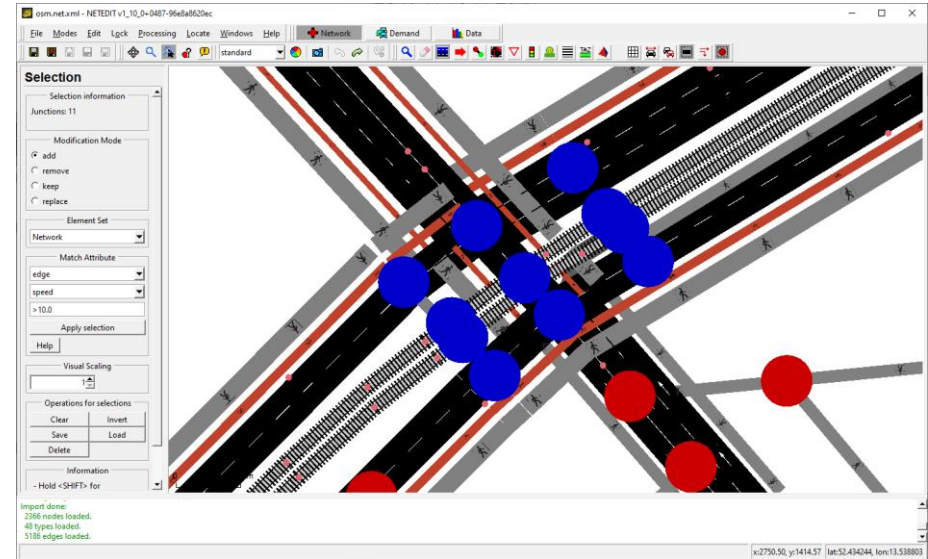 osm.net.xml - NETEDIT v1_10_0+0487-96e8a8620ec
File Modes Edit Lock Processing Locate Windows Help Network Demand Data
standard
Selection
Selection information
Junctions: 11
Modification Mode
add
remove
keep
replace
Element Set
Network
Match Attribute
edge
speed
>10.0
Apply selection
Help
Visual Scaling
1
Operations for selections
Clear Invert
Save Load
Delete
Information
- Hold <SHIFT> for
Import done:
2366 nodes loaded.
48 types loaded.
5186 edges loaded.
x:2750.50, y:1414.57 lat:52.434244, lon:13.538803